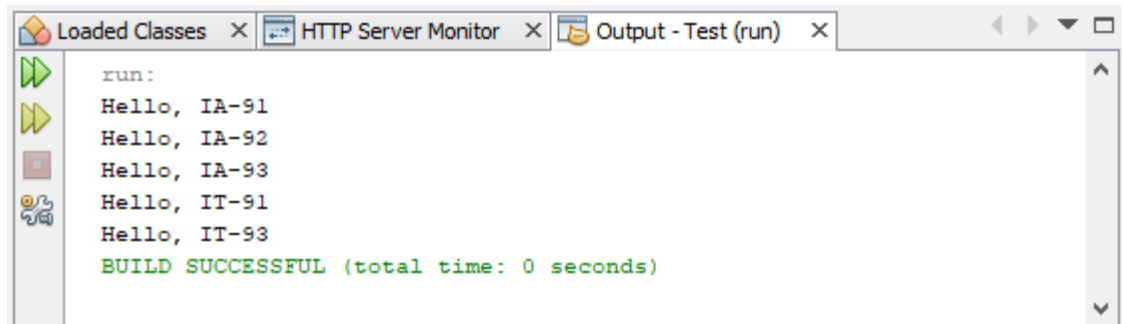 Loaded Classes HTTP Server Monitor Output - Test (run)
run:
Hello, IA-91
Hello, IA-92
Hello, IA-93
Hello, IT-91
Hello, IT-93
BUILD SUCCESSFUL (total time: 0 seconds)